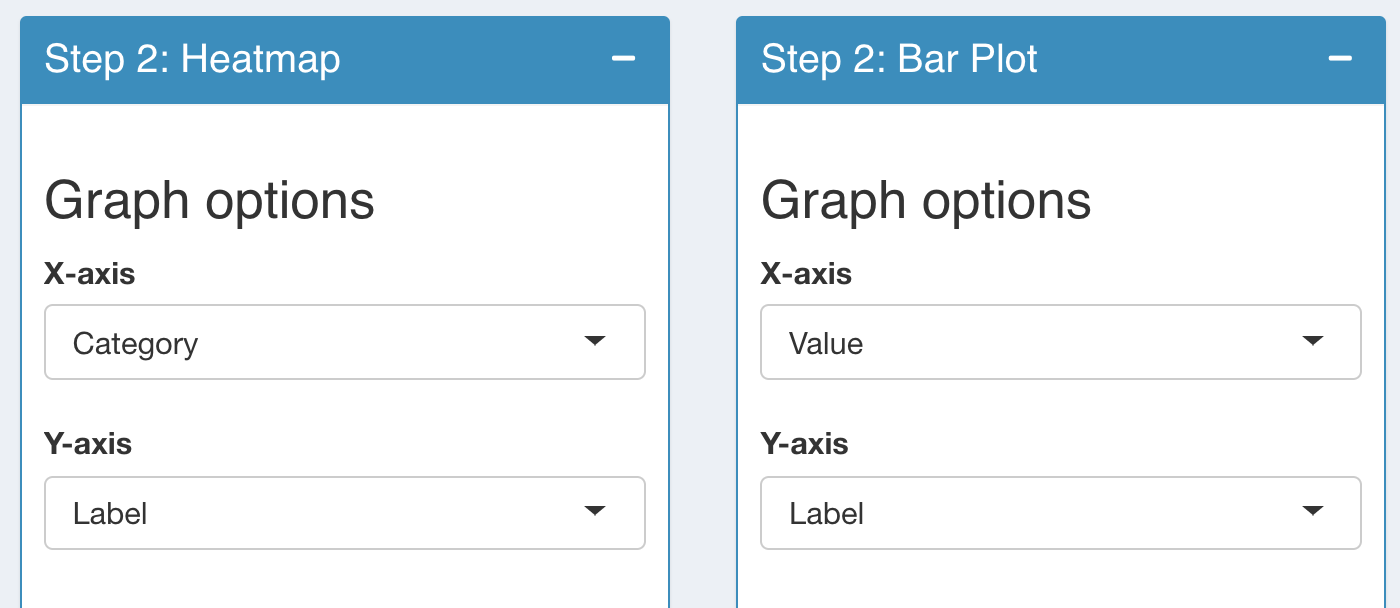 Step 2: Heatmap
Graph options
X-axis
Category
Y-axis
Label
Step 2: Bar Plot
Graph options
X-axis
Value
Y-axis
Label